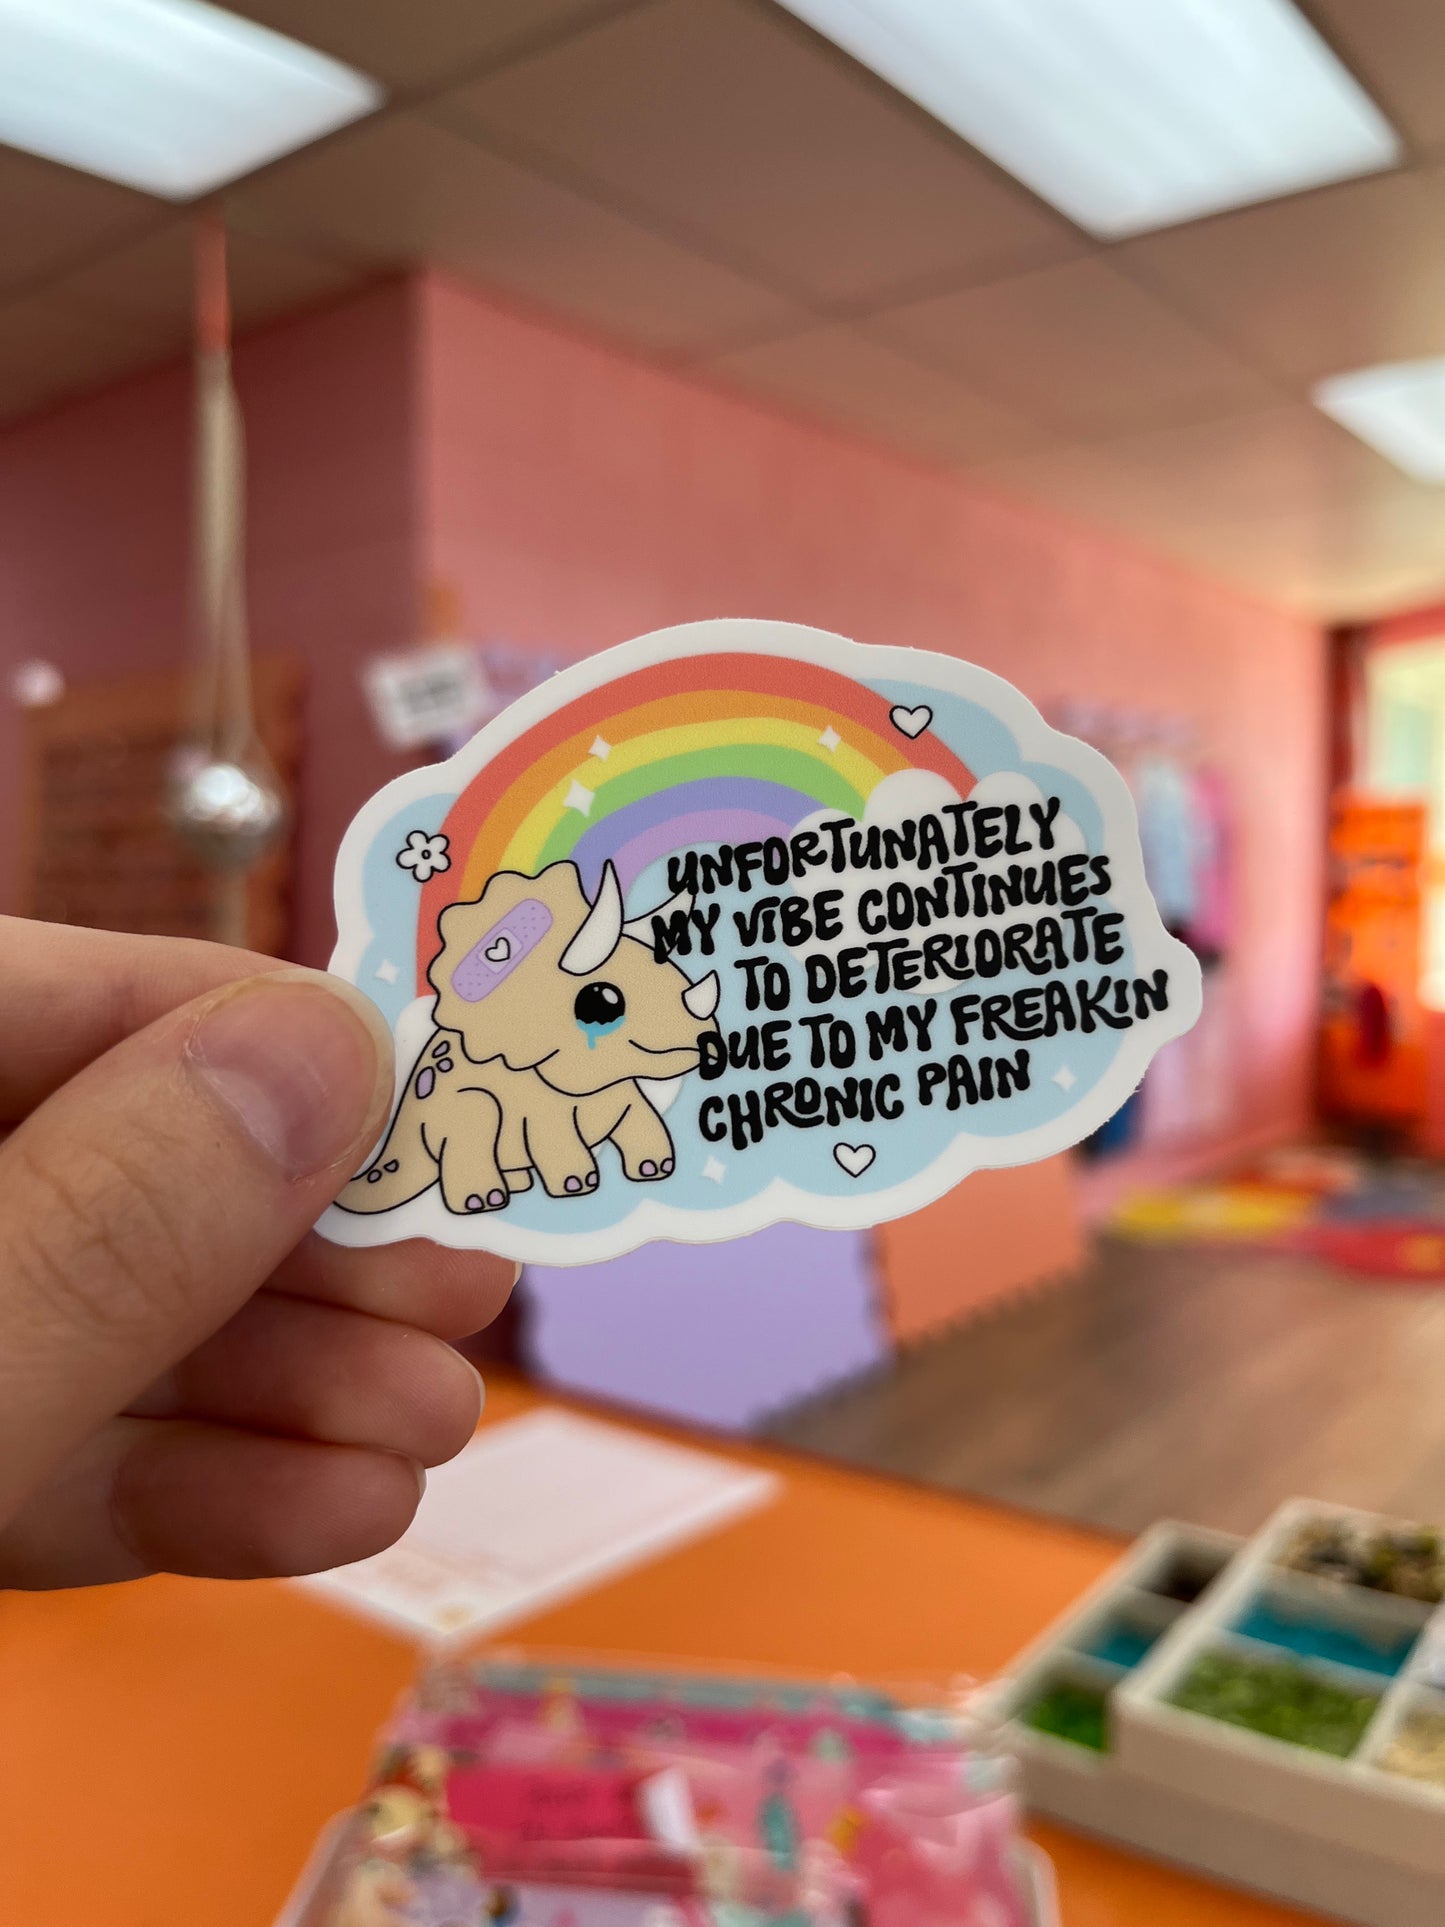 UNFORTUNATELY
MY VIBE CONTINUES
TO DETERIORATE
DUE TO MY FREAKIN
CHRONIC PAIN